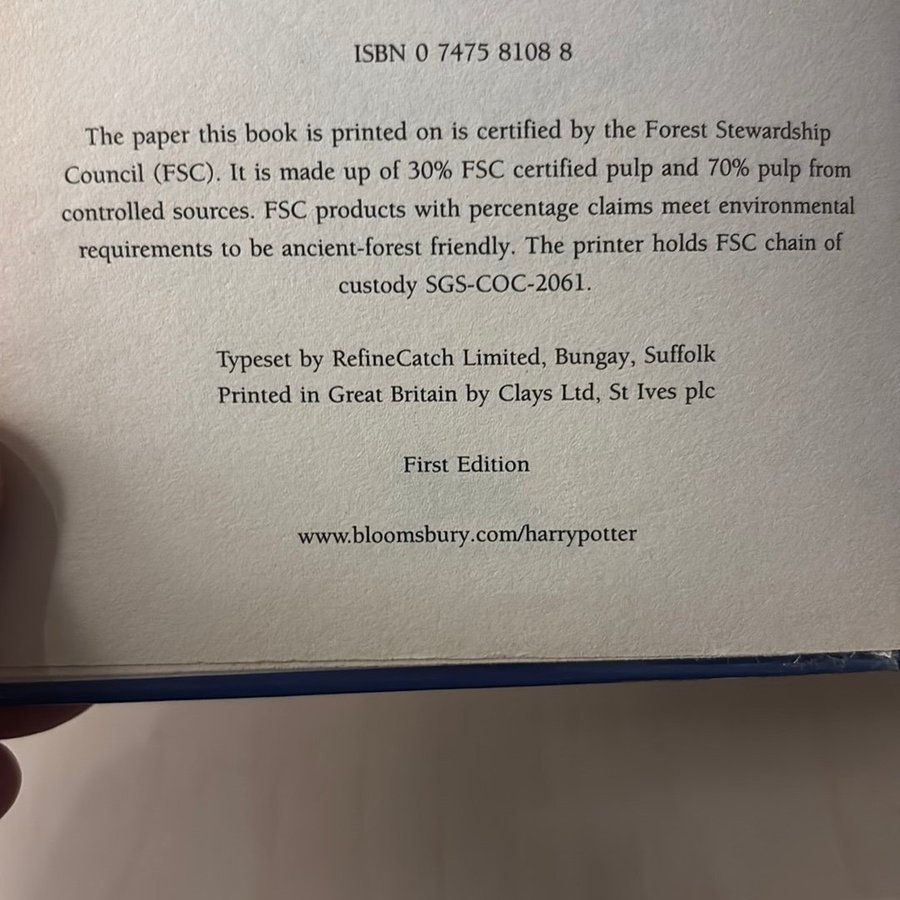 ISBN 0 7475 8108 8
The paper this book is printed on is certified by the Forest Stewardship
Council (FSC). It is made up of 30% FSC certified pulp and 70% pulp from
controlled sources. FSC products with percentage claims meet environmental
requirements to be ancient-forest friendly. The printer holds FSC chain of
custody SGS-COC-2061.
Typeset by RefineCatch Limited, Bungay, Suffolk
Printed in Great Britain by Clays Ltd, St Ives plc
First Edition
www.bloomsbury.com/harrypotter